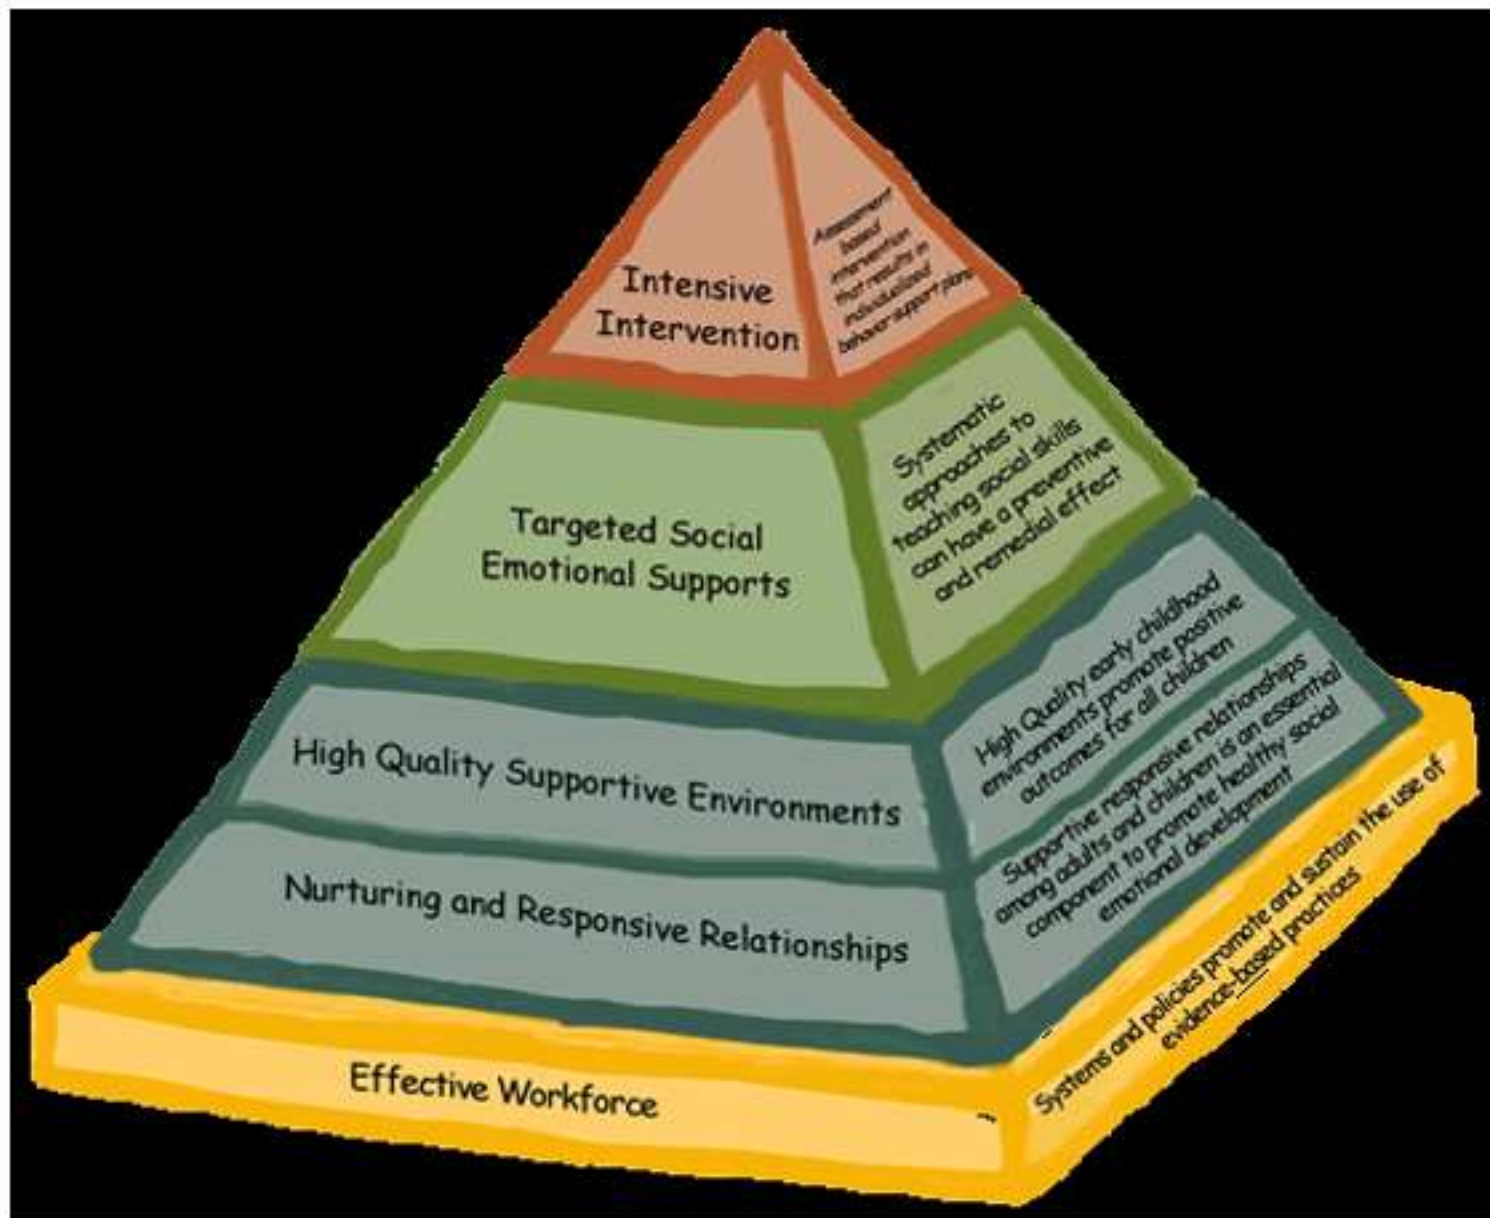 Intensive
Intervention
Assessment
based
intervention
that results in
individualized
behavior support plans
Targeted Social
Emotional Supports
Systematic
approaches to
teaching social skills
can have a preventive
and remedial effect
High Quality Supportive Environments
High Quality early childhood
environments promote positive
outcomes for all children
Nurturing and Responsive Relationships
Supportive responsive relationships
among adults and children is an essential
component to promote healthy social
emotional development
Effective Workforce
Systems and policies promote and sustain the use of
evidence-based practices